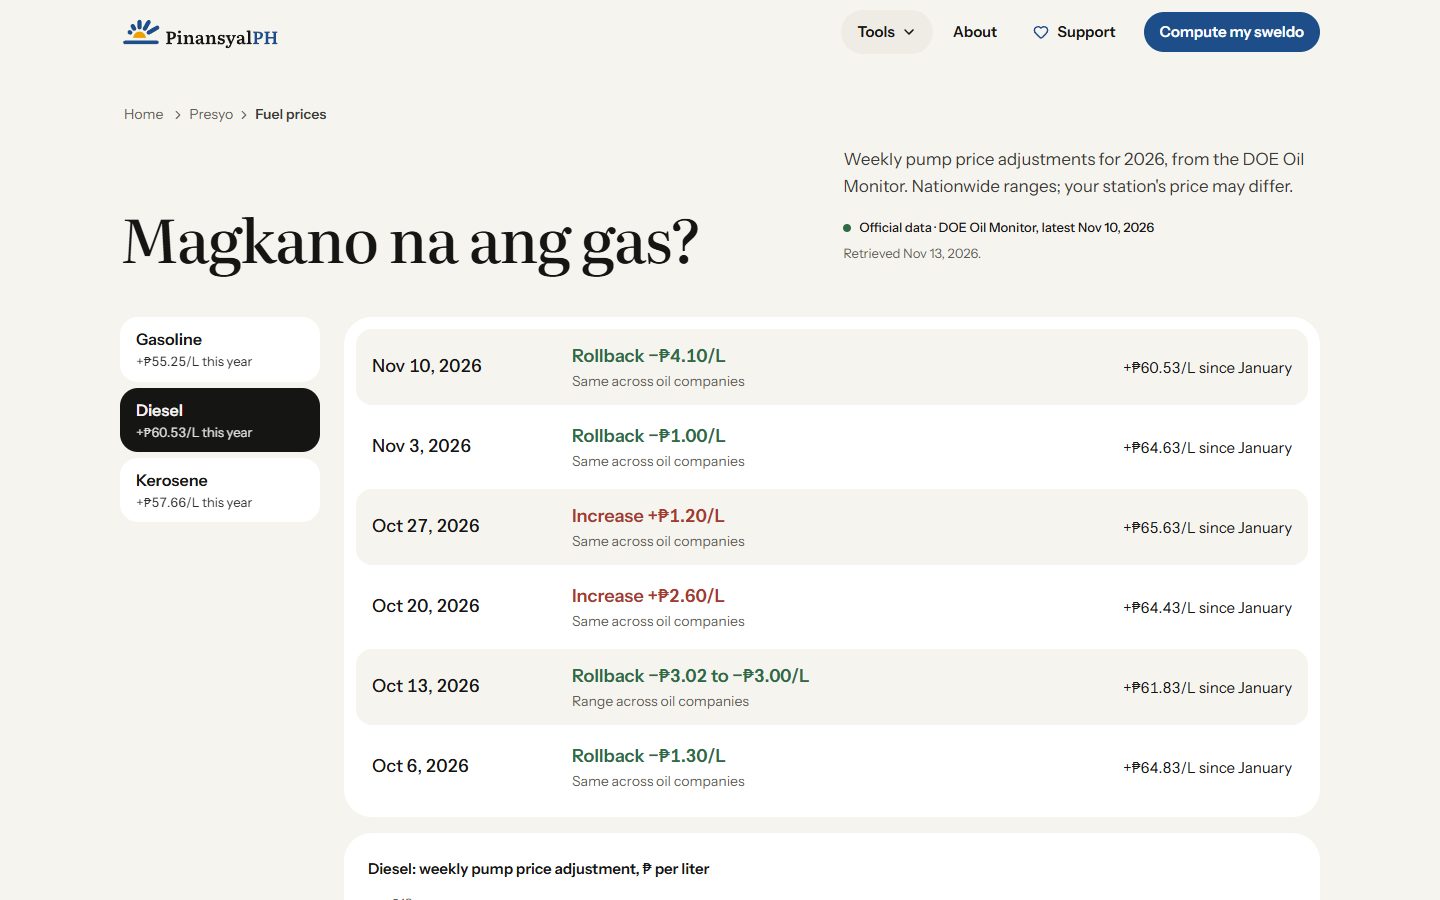 PinansyalPH
Tools
About
Support
Compute my sweldo
Home
Presyo
Fuel prices
Magkano na ang gas?
Weekly pump price adjustments for 2026, from the DOE Oil
Monitor. Nationwide ranges; your station's price may differ.
Official data · DOE Oil Monitor, latest Nov 10, 2026
Retrieved Nov 13, 2026.
Gasoline
+₱55.25/L this year
Diesel
+₱60.53/L this year
Kerosene
+₱57.66/L this year
Nov 10, 2026
Rollback −₱4.10/L
Same across oil companies
+₱60.53/L since January
Nov 3, 2026
Rollback −₱1.00/L
Same across oil companies
+₱64.63/L since January
Oct 27, 2026
Increase +₱1.20/L
Same across oil companies
+₱65.63/L since January
Oct 20, 2026
Increase +₱2.60/L
Same across oil companies
+₱64.43/L since January
Oct 13, 2026
Rollback −₱3.02 to −₱3.00/L
Range across oil companies
+₱61.83/L since January
Oct 6, 2026
Rollback −₱1.30/L
Same across oil companies
+₱64.83/L since January
Diesel: weekly pump price adjustment, ₱ per liter